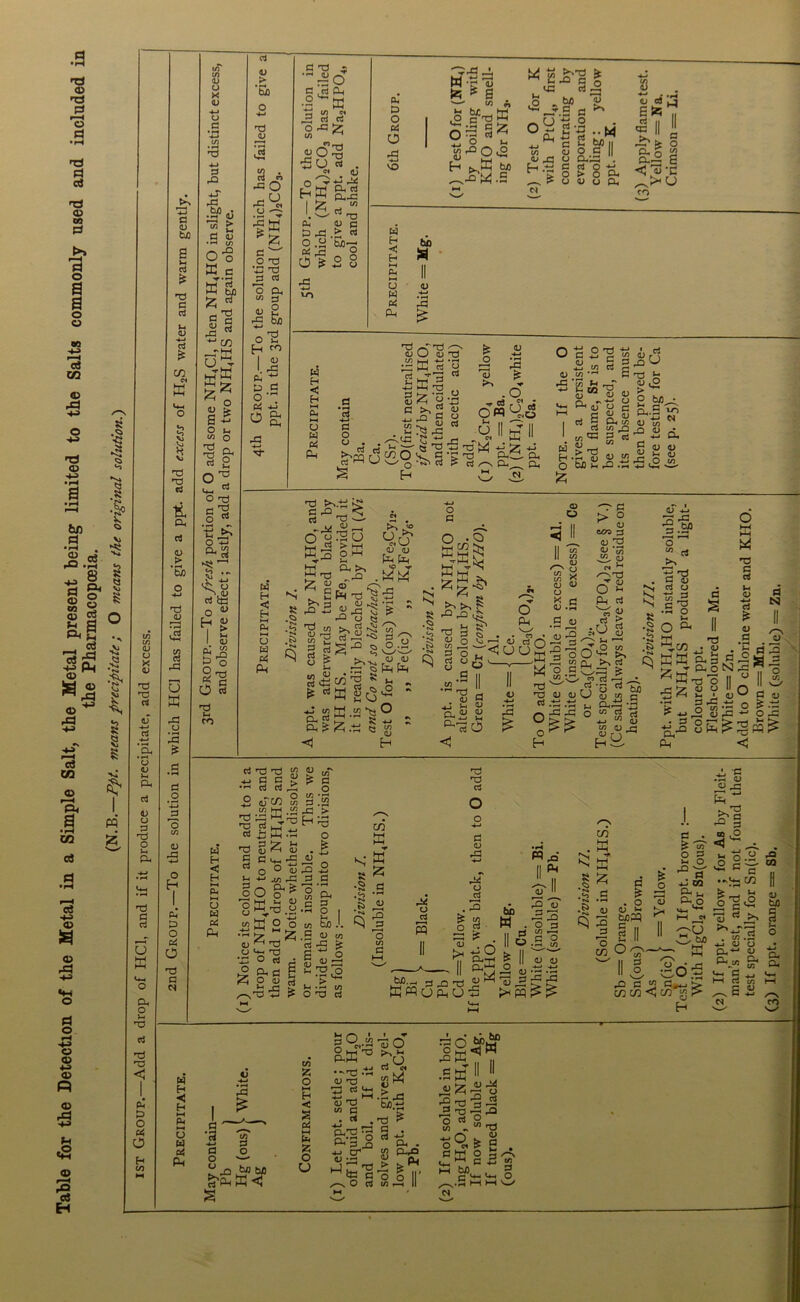 Table for the Detection of the Metal in a Simple Salt, the Metal present being limited to the Salts commonly used and included in
the Pharmacopœia.
(N.B.—Ppt. means precipitate; O means the original solution.)
1st Group.—Add a drop of HCl, and if it produce a precipitate, add excess.
Precipitate.
May contain—
Pb
Hg (ous)
Ag
} White.
Confirmations.
(1) Let ppt. settle; pour
off liquid and add H2O
and boil. If it dis-
solves and gives a yel-
low ppt. with K2CrO4
= Pb.
(2) If not soluble in boil-
ing H2O, add NH4HO.
If now soluble = Ag.
If turned black = Hg
(ous).
2nd Group.—To the solution in which HCl has failed to give a ppt. add excess of H2S water and warm gently.
Precipitate.
(1) Notice its colour and add to it a
drop of NH4HO to neutralise, and
then add 10 drops of NH4HS and
warm. Notice whether it dissolves
or remains insoluble. Thus we
divide the group into two divisions,
as follows:—
Division I.
(Insoluble in NH4HS.)
Hg
Bi
Cu
Pb
} = Black.
Cd = Yellow.
If the ppt. was black, then to O add
KHO.
Yellow = Hg.
Blue = Cu.
White (insoluble) = Bi.
White (soluble) = Pb.
Division II.
(Soluble in NH4HS.)
Sb = Orange.
Sn(ous) = Brown.
As
Sn(ic)
} = Yellow.
Test O. (1) If ppt. brown:—
With HgCl2 for Sn(ous).
(2) If ppt. yellow; for As by Fleit-
man's test, and if not found then
test specially for Sn(ic).
(3) If ppt. orange = Sb.
3rd Group.—To a fresh portion of O add some NH4Cl, then NH4HO in slight, but distinct excess,
and observe effect; lastly, add a drop or two NH4HS and again observe.
Precipitate.
Division I.
A ppt. was caused by NH4HO, and
was afterwards turned black by
NH4HS. May be Fe, provided it
it is readily bleached by HCl (Ni
and Co not so bleached).
Test O for Fe(ous) with K6Fe2Cy12.
,, ,, Fe(ic) ,, K4FeCy6.
Division II.
A ppt. is caused by NH4HO not
altered in colour by NH4HS.
Green = Cr (confirm by KHO).
White = { Al.
Ce.
Ca3(PO4)2.
To O add KHO.
White (soluble in excess) = Al.
White (insoluble in excess) = Ce
or Ca3(PO4)2.
Test specially for Ca3(PO4)2 (see § V.)
(Ce salts always leave a red residue on
heating).
Division III.
Ppt. with NH4HO instantly soluble,
but NH4HS produced a light-
coloured ppt.
Flesh-coloured = Mn.
White = Zn.
Add to O chlorine water and KHO.
Brown = Mn.
White (soluble) = Zn.
4th Group.—To the solution which has failed to give a
ppt. in the 3rd group add (NH4)2CO3.
Precipitate.
May contain
Ba.
Ca.
(Sr).
To O (first neutralised
if acid by NH4HO,
and then acidulated
with acetic acid)
add,
(1) K2CrO4 yellow
ppt. = Ba.
(2) (NH4)2C2O4 white
ppt. = Ca.
Note.—If the O
gives a persistent
red flame, Sr is to
be suspected, and
its absence must
then be proved be-
fore testing for Ca
(see p. 25).
5th Group.—To the solution in
which (NH4)2CO3 has failed
to give a ppt. add Na2HPO4,
cool and shake.
Precipitate.
White = Mg.
6th Group.
(1) Test O for (NH4)
by boiling with
KHO and smell-
ing for NH3.
(2) Test O for K
with PtCl4, first
concentrating by
evaporation and
cooling: yellow
ppt. = K.
(3) Apply flame test.
Yellow = Na.
Crimson = Li.